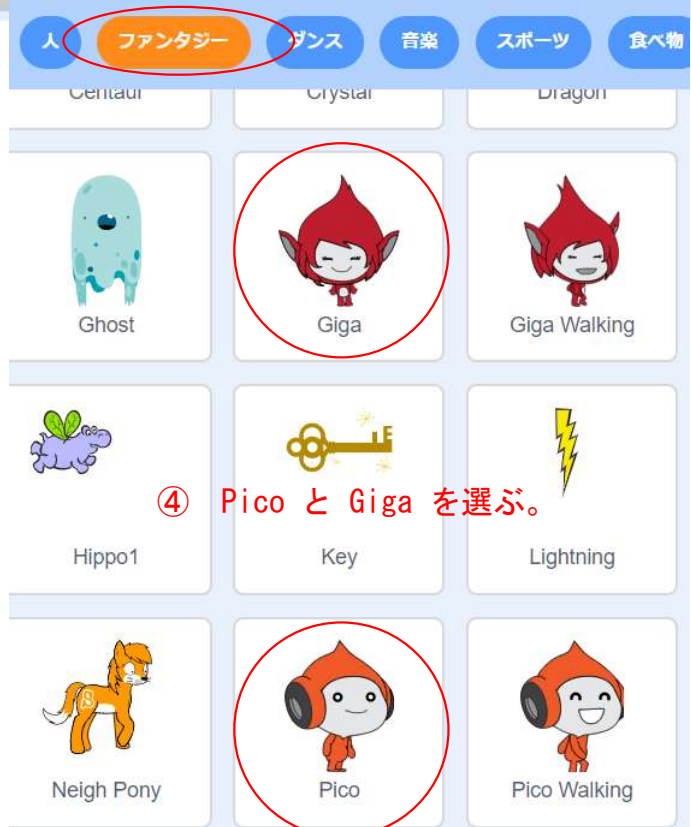 人 ファンタジー ダンス 音楽 スポーツ 食べ物
Centaur Crystal Dragon
Ghost Giga Giga Walking
④ Pico と Giga を選ぶ。
Hippo1 Key Lightning
Neigh Pony Pico Pico Walking